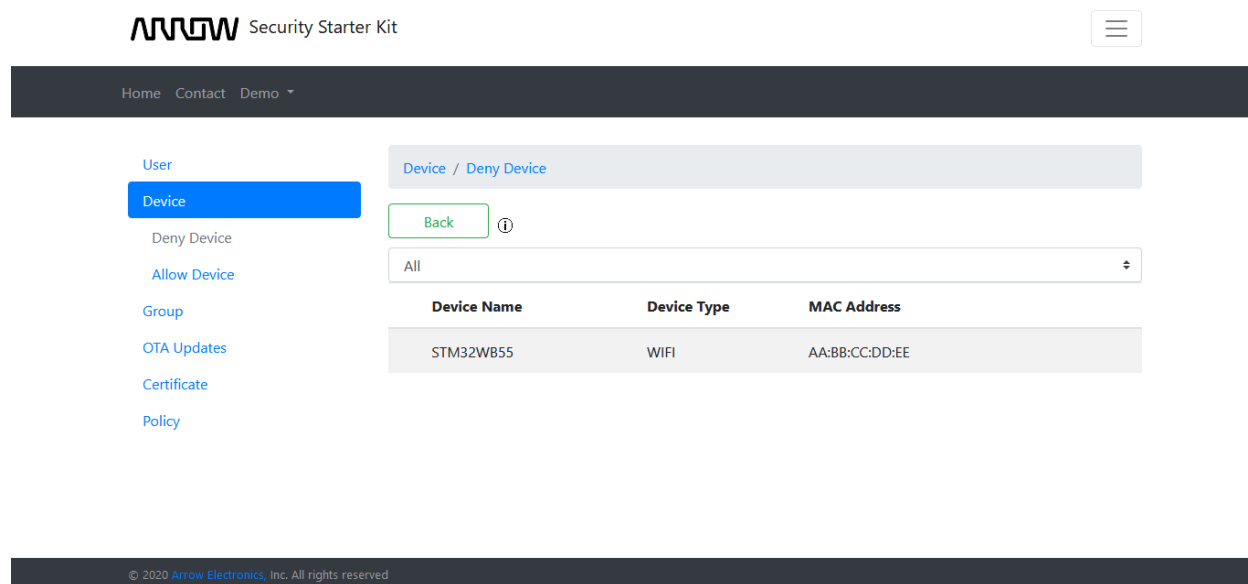 ARROW Security Starter Kit
Home Contact Demo
User
Device
Deny Device
Allow Device
Group
OTA Updates
Certificate
Policy
Device / Deny Device
Back
All
Device Name Device Type MAC Address
STM32WB55 WIFI AA:BB:CC:DD:EE
© 2020 Arrow Electronics, Inc. All rights reserved